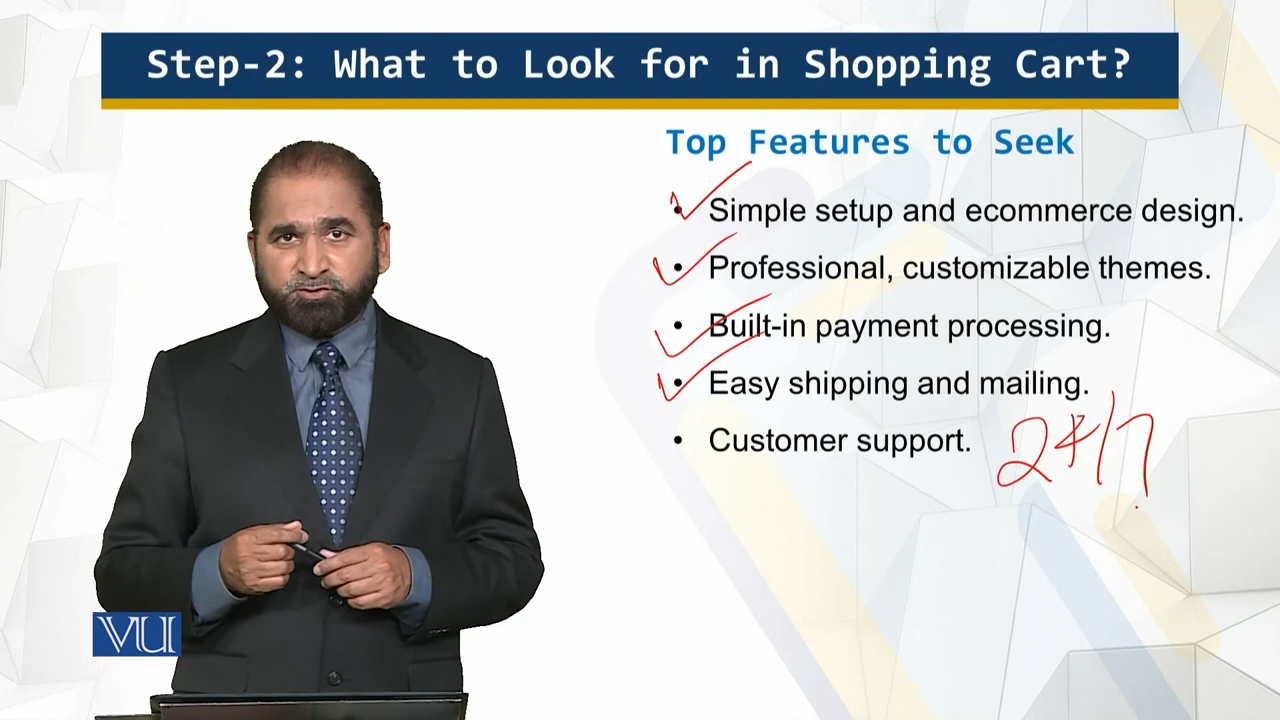 Step-2: What to Look for in Shopping Cart?
Top Features to Seek
• Simple setup and ecommerce design.
• Professional, customizable themes.
• Built-in payment processing.
• Easy shipping and mailing.
• Customer support. 24/7
VU